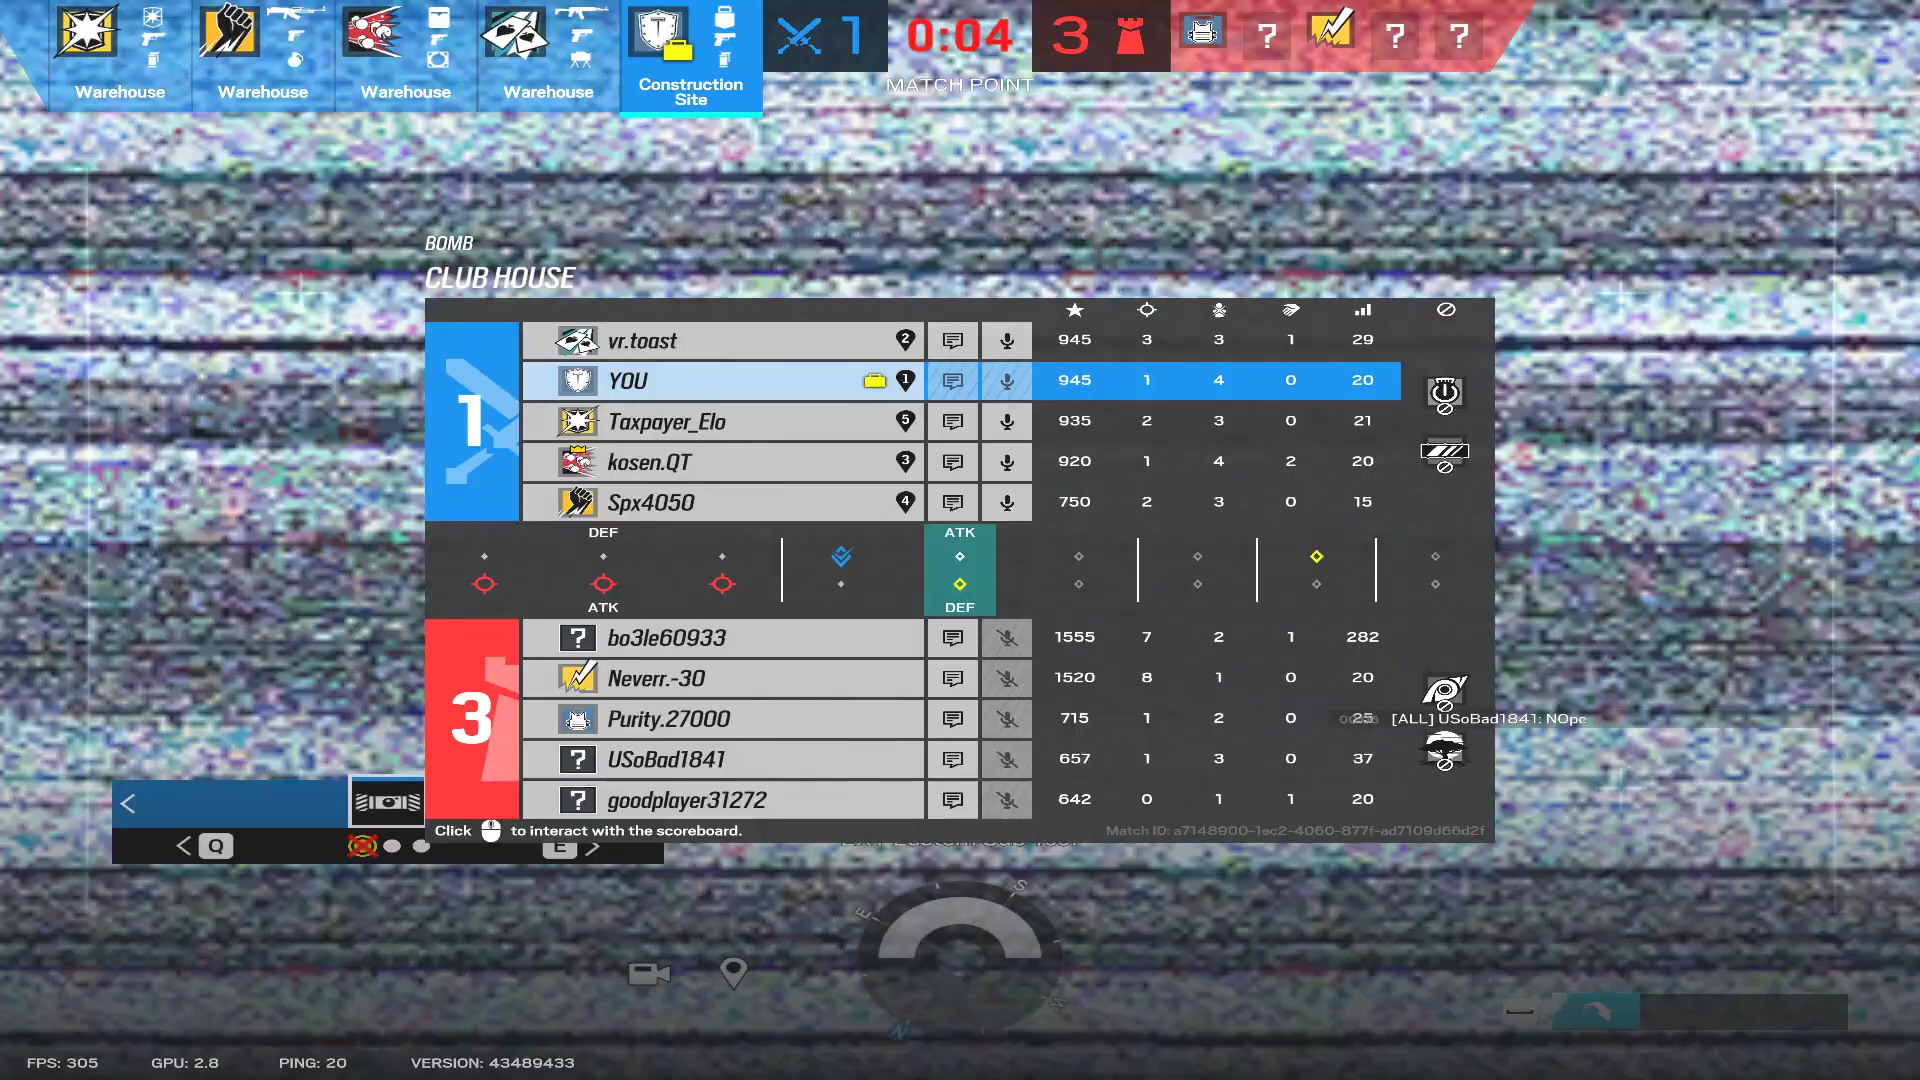 Warehouse
Warehouse
Warehouse
Warehouse
Construction
Site
1
0:04
3
? ? ?
MATCH POINT
BOMB
CLUB HOUSE
1
vr.toast 2 945 3 3 1 29
YOU 1 945 1 4 0 20
Taxpayer_Elo 5 935 2 3 0 21
kosen.QT 3 920 1 4 2 20
Spx4050 4 750 2 3 0 15
DEF ATK
ATK DEF
3
? bo3le60933 1555 7 2 1 282
Neverr.-30 1520 8 1 0 20
Purity.27000 715 1 2 0 25
[ALL] USoBad1841: NOpe
? USoBad1841 657 1 3 0 37
? goodplayer31272 642 0 1 1 20
Click to interact with the scoreboard.
Match ID: a7148900-1ec2-4060-877f-ad7109d66d2f
Q E
S
E
N
FPS: 305 GPU: 2.8 PING: 20 VERSION: 43489433